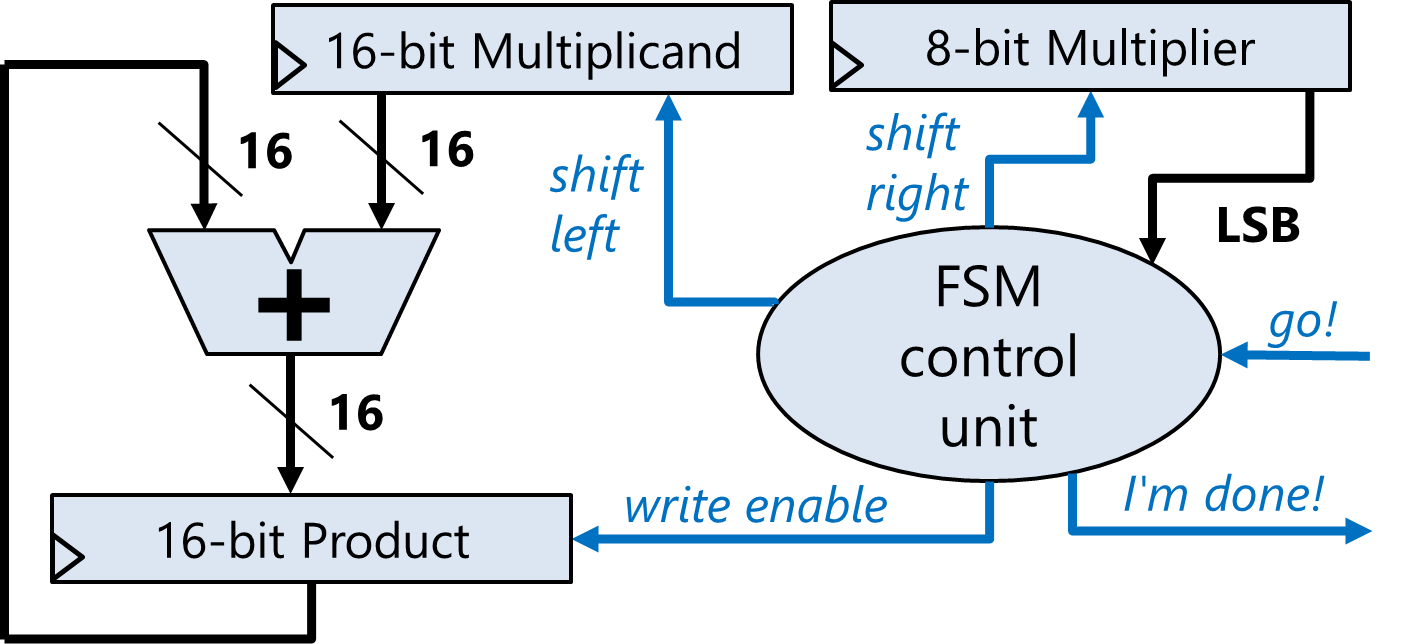 16-bit Multiplicand
8-bit Multiplier
16
16
shift
left
shift
right
LSB
FSM
control
unit
go!
16
write enable
I'm done!
16-bit Product